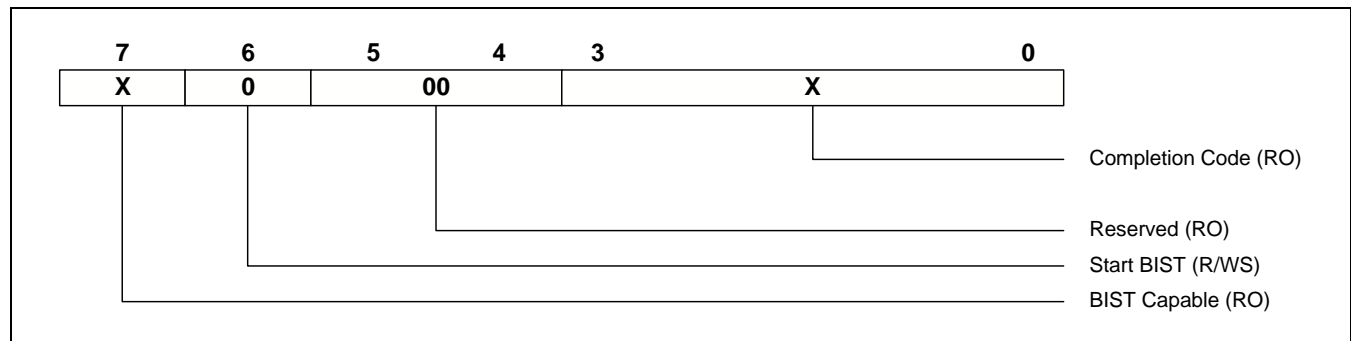 7 6 5 4 3 0
X 0 00 X
Completion Code (RO)
Reserved (RO)
Start BIST (R/WS)
BIST Capable (RO)